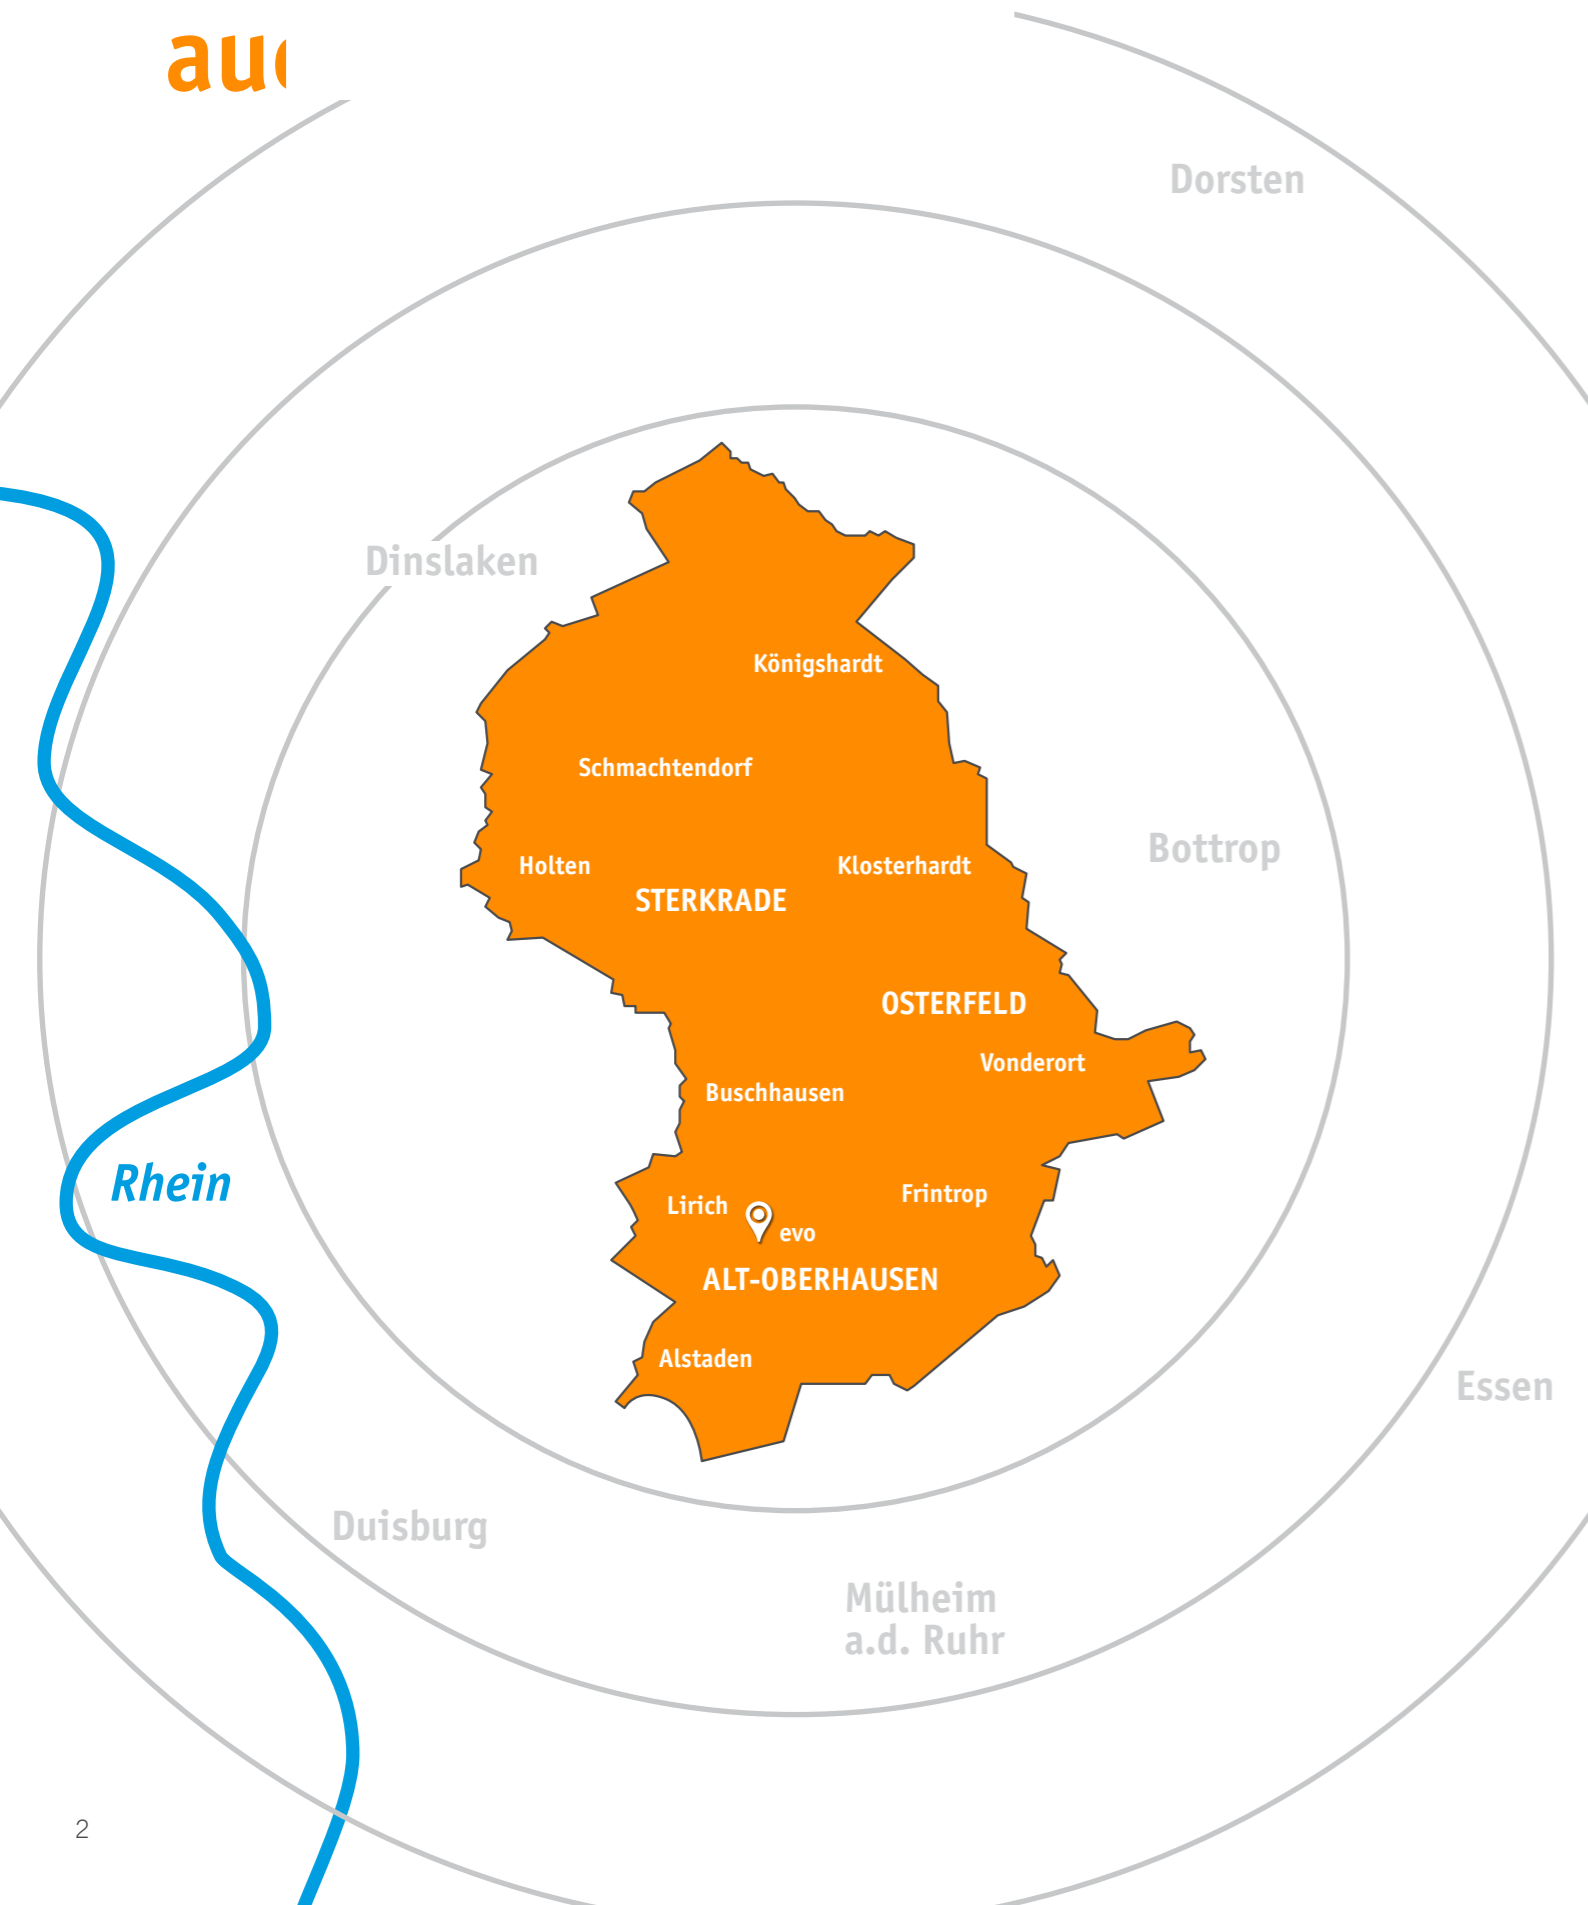 Dorsten
Dinslaken
Königshardt
Schmachtendorf
Bottrop
Holten
Klosterhardt
STERKRADE
OSTERFELD
Vonderort
Buschhausen
Rhein
Frintrop
Lirich
evo
ALT-OBERHAUSEN
Alstaden
Essen
Duisburg
Mülheim
a.d. Ruhr
2